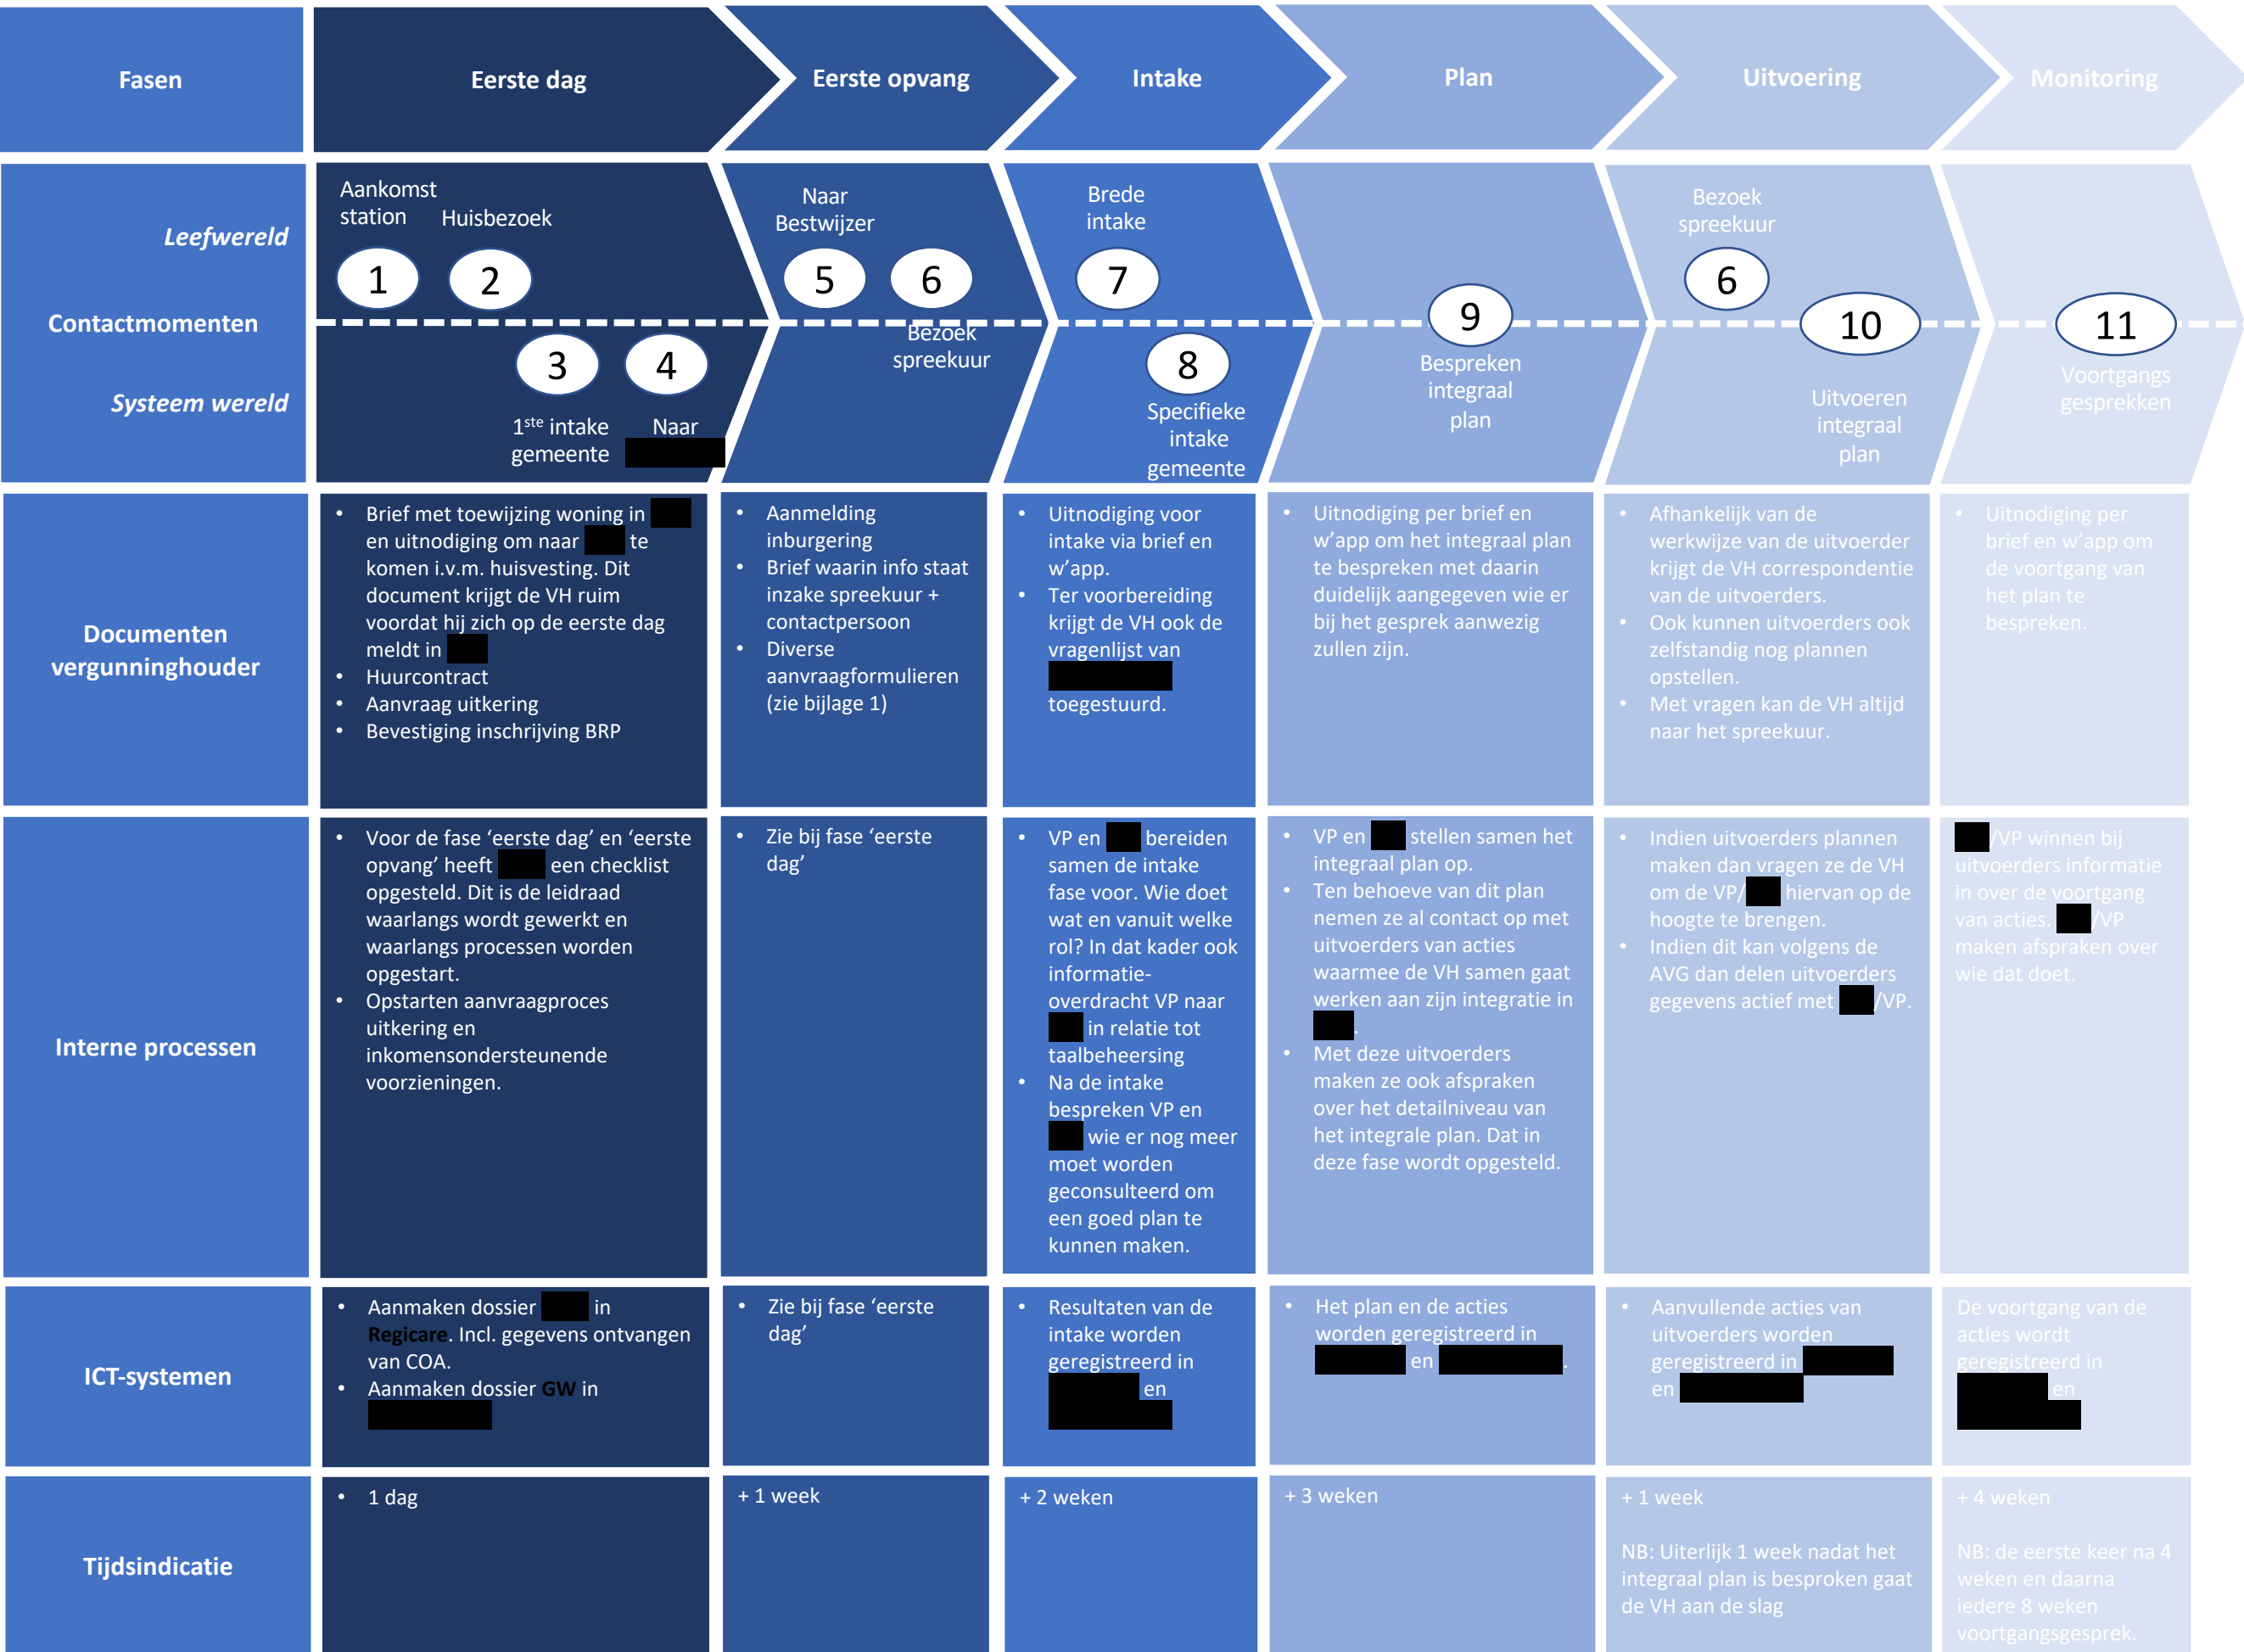 Fasen
Eerste dag
Eerste opvang
Intake
Plan
Uitvoering
Monitoring
Leefwereld
Contactmomenten
Systeem wereld
Aankomst
station
Huisbezoek
1
2
3
4
1ste intake
gemeente
Naar
Naar
Bestwijzer
5
6
Bezoek
spreekuur
Brede
intake
7
8
Specifieke
intake
gemeente
9
Bespreken
integraal
plan
Bezoek
spreekuur
6
10
Uitvoeren
integraal
plan
11
Voortgangs
gesprekken
Documenten
vergunninghouder
• Brief met toewijzing woning in
en uitnodiging om naar te
komen i.v.m. huisvesting. Dit
document krijgt de VH ruim
voordat hij zich op de eerste dag
meldt in
• Huurcontract
• Aanvraag uitkering
• Bevestiging inschrijving BRP
• Aanmelding
inburgering
• Brief waarin info staat
inzake spreekuur +
contactpersoon
• Diverse
aanvraagformulieren
(zie bijlage 1)
• Uitnodiging voor
intake via brief en
w’app.
• Ter voorbereiding
krijgt de VH ook de
vragenlijst van
toegestuurd.
• Uitnodiging per brief en
w’app om het integraal plan
te bespreken met daarin
duidelijk aangegeven wie er
bij het gesprek aanwezig
zullen zijn.
• Afhankelijk van de
werkwijze van de uitvoerder
krijgt de VH correspondentie
van de uitvoerders.
• Ook kunnen uitvoerders ook
zelfstandig nog plannen
opstellen.
• Met vragen kan de VH altijd
naar het spreekuur.
• Uitnodiging per
brief en w’app om
de voortgang van
het plan te
bespreken.
Interne processen
• Voor de fase ‘eerste dag’ en ‘eerste
opvang’ heeft een checklist
opgesteld. Dit is de leidraad
waarlangs wordt gewerkt en
waarlangs processen worden
opgestart.
• Opstarten aanvraagproces
uitkering en
inkomensondersteunende
voorzieningen.
• Zie bij fase ‘eerste
dag’
• VP en bereiden
samen de intake
fase voor. Wie doet
wat en vanuit welke
rol? In dat kader ook
informatie-
overdracht VP naar
in relatie tot
taalbeheersing
• Na de intake
bespreken VP en
wie er nog meer
moet worden
geconsulteerd om
een goed plan te
kunnen maken.
• VP en stellen samen het
integraal plan op.
• Ten behoeve van dit plan
nemen ze al contact op met
uitvoerders van acties
waarmee de VH samen gaat
werken aan zijn integratie in
.
• Met deze uitvoerders
maken ze ook afspraken
over het detailniveau van
het integrale plan. Dat in
deze fase wordt opgesteld.
• Indien uitvoerders plannen
maken dan vragen ze de VH
om de VP/ hiervan op de
hoogte te brengen.
• Indien dit kan volgens de
AVG dan delen uitvoerders
gegevens actief met /VP.
/VP winnen bij
uitvoerders informatie
in over de voortgang
van acties. /VP
maken afspraken over
wie dat doet.
ICT-systemen
• Aanmaken dossier in
Regicare. Incl. gegevens ontvangen
van COA.
• Aanmaken dossier GW in
• Zie bij fase ‘eerste
dag’
• Resultaten van de
intake worden
geregistreerd in
en
• Het plan en de acties
worden geregistreerd in
en .
• Aanvullende acties van
uitvoerders worden
geregistreerd in
en
De voortgang van de
acties wordt
geregistreerd in
en
Tijdsindicatie
• 1 dag
+ 1 week
+ 2 weken
+ 3 weken
+ 1 week
NB: Uiterlijk 1 week nadat het
integraal plan is besproken gaat
de VH aan de slag
+ 4 weken
NB: de eerste keer na 4
weken en daarna
iedere 8 weken
voortgangsgesprek.